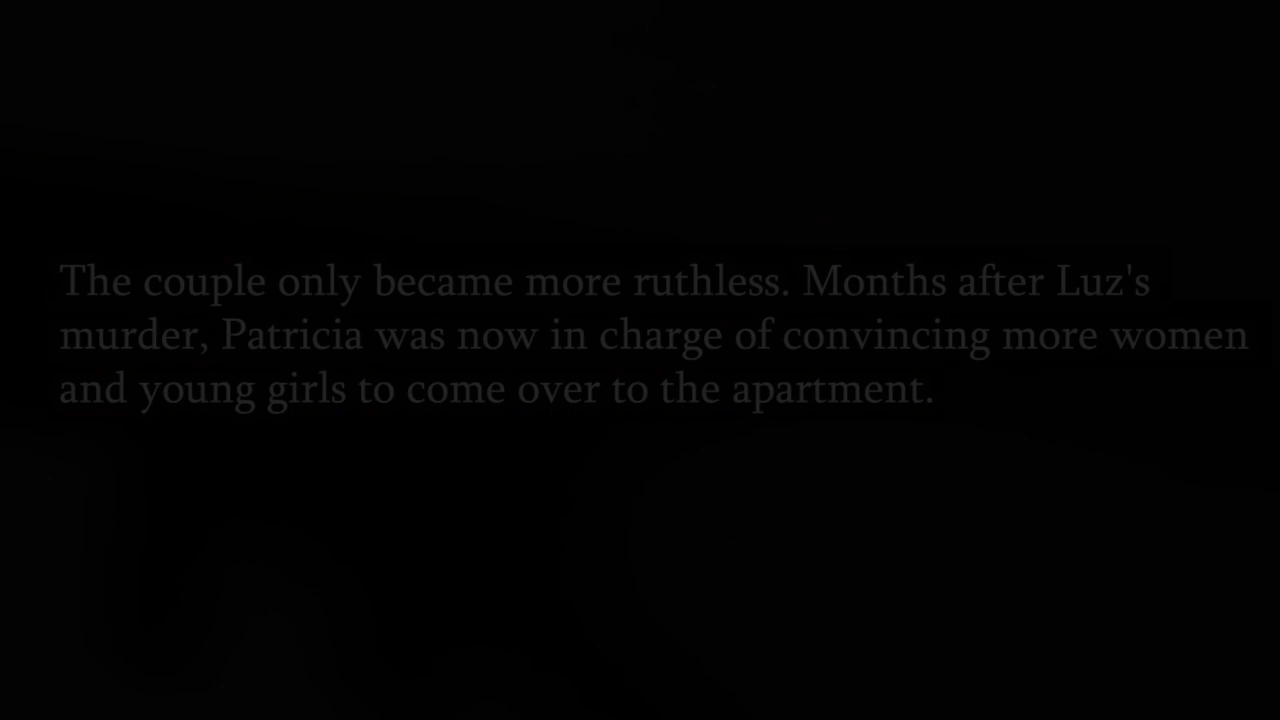 The couple only became more ruthless. Months after Luz's
murder, Patricia was now in charge of convincing more women
and young girls to come over to the apartment.